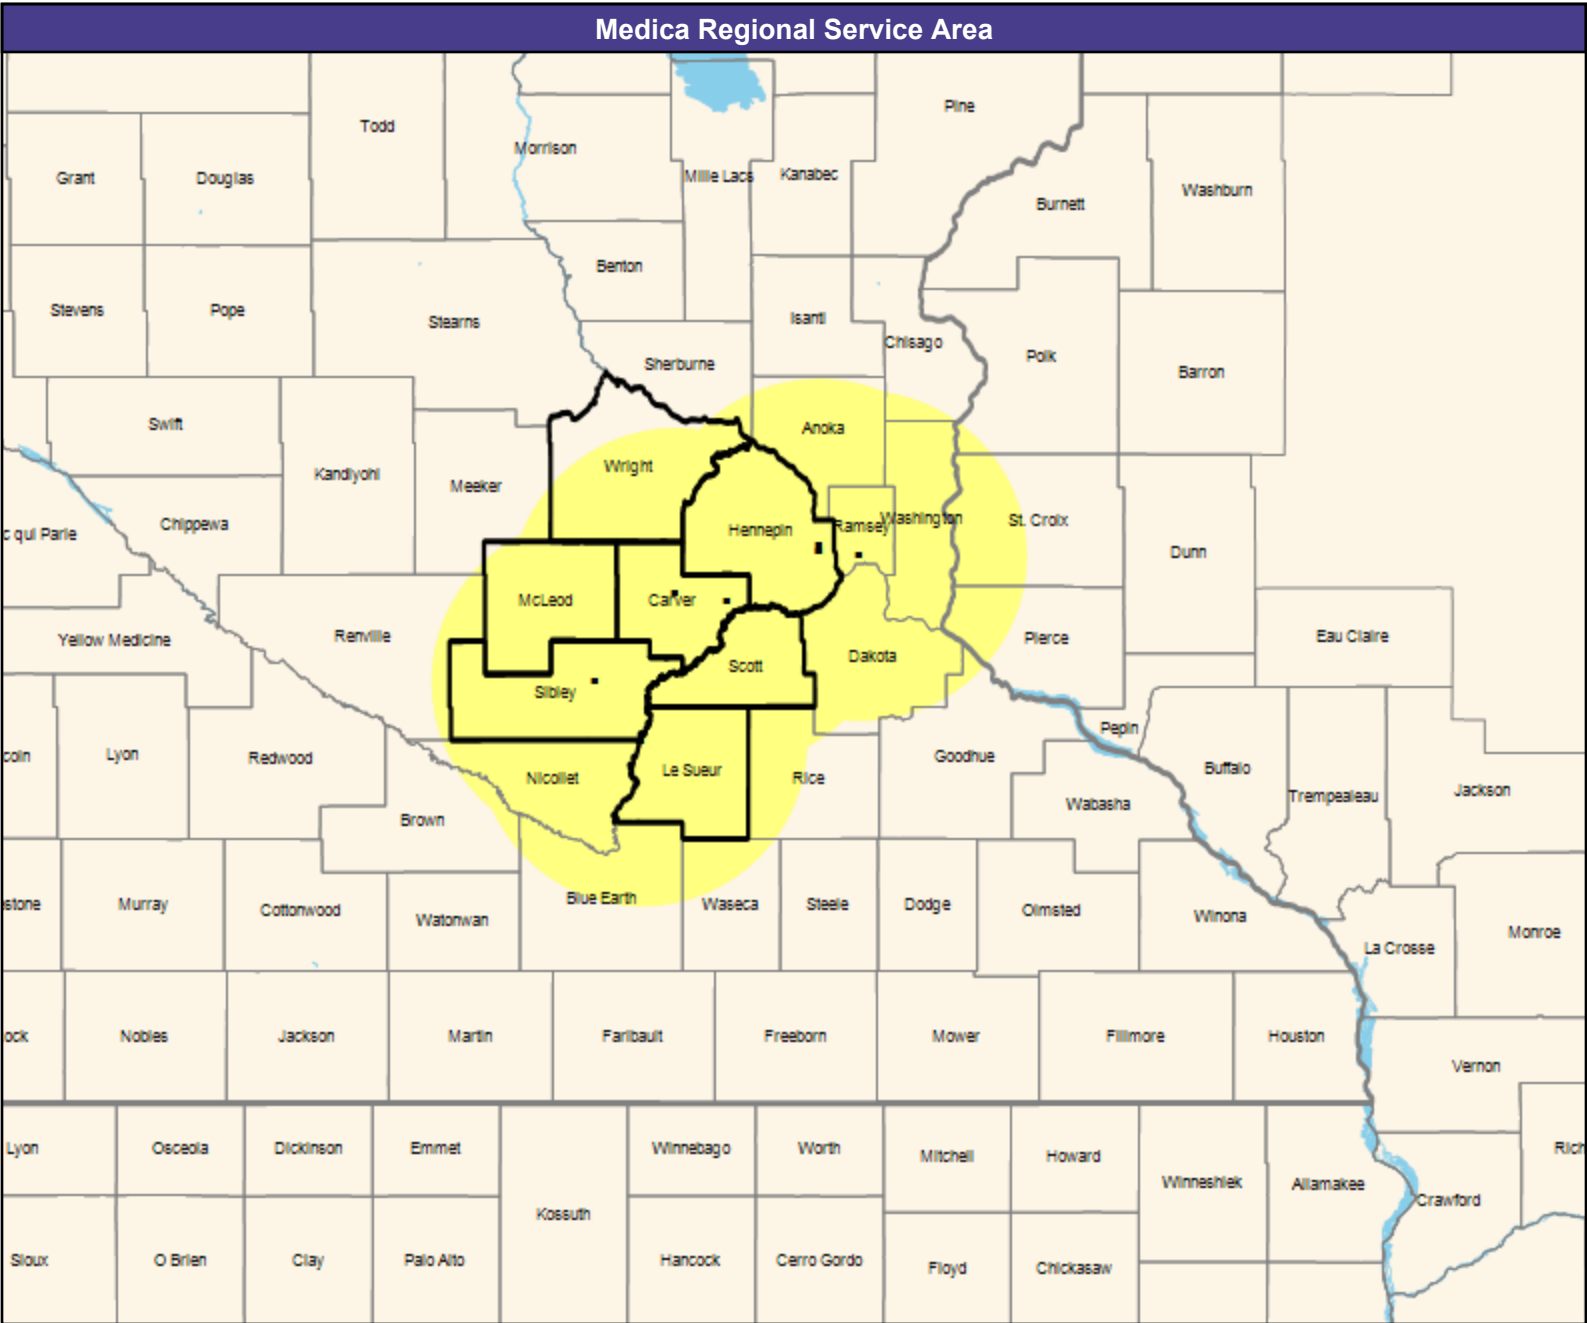 Medica Regional Service Area
Pine
Todd
Morrison
Mille Lacs
Kanabec
Grant
Douglas
Washburn
Burnett
Benton
Stevens
Pope
Stearns
Isanti
Chisago
Polk
Sherburne
Barron
Swift
Anoka
Wright
Kandiyohi
Meeker
Chippewa
c qui Parle
Hennepin
Ramsey
Washington
St. Croix
Dunn
McLeod
Carver
Yellow Medicine
Renville
Pierce
Eau Claire
Scott
Dakota
Sibley
Pepin
coln
Lyon
Redwood
Nicollet
Le Sueur
Rice
Goodhue
Buffalo
Trempealeau
Jackson
Wabasha
Brown
stone
Murray
Cottonwood
Watonwan
Blue Earth
Waseca
Steele
Dodge
Olmsted
Winona
La Crosse
Monroe
ock
Nobles
Jackson
Martin
Faribault
Freeborn
Mower
Fillmore
Houston
Vernon
Lyon
Osceola
Dickinson
Emmet
Winnebago
Worth
Mitchell
Howard
Rich
Winneshiek
Allamakee
Crawford
Kossuth
Sioux
O Brien
Clay
Palo Alto
Hancock
Cerro Gordo
Floyd
Chickasaw